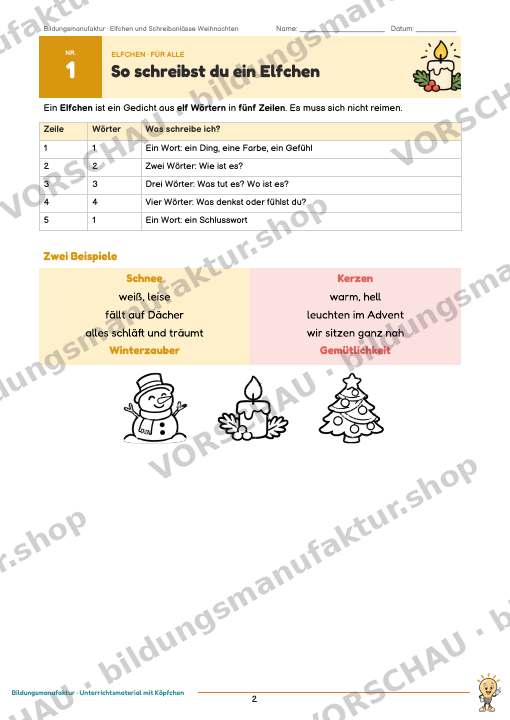 Bildungsmanufaktur · Elfchen und Schreibanlässe Weihnachten Name: Datum:
NR.
1
ELFCHEN · FÜR ALLE
So schreibst du ein Elfchen
Ein Elfchen ist ein Gedicht aus elf Wörtern in fünf Zeilen. Es muss sich nicht reimen.
Zeile Wörter Was schreibe ich?
1 1 Ein Wort: ein Ding, eine Farbe, ein Gefühl
2 2 Zwei Wörter: Wie ist es?
3 3 Drei Wörter: Was tut es? Wo ist es?
4 4 Vier Wörter: Was denkst oder fühlst du?
5 1 Ein Wort: ein Schlusswort
Zwei Beispiele
Schnee
weiß, leise
fällt auf Dächer
alles schläft und träumt
Winterzauber
Kerzen
warm, hell
leuchten im Advent
wir sitzen ganz nah
Gemütlichkeit
Bildungsmanufaktur · Unterrichtsmaterial mit Köpfchen
2
VORSCHAU · bildungsmanufaktur.shop